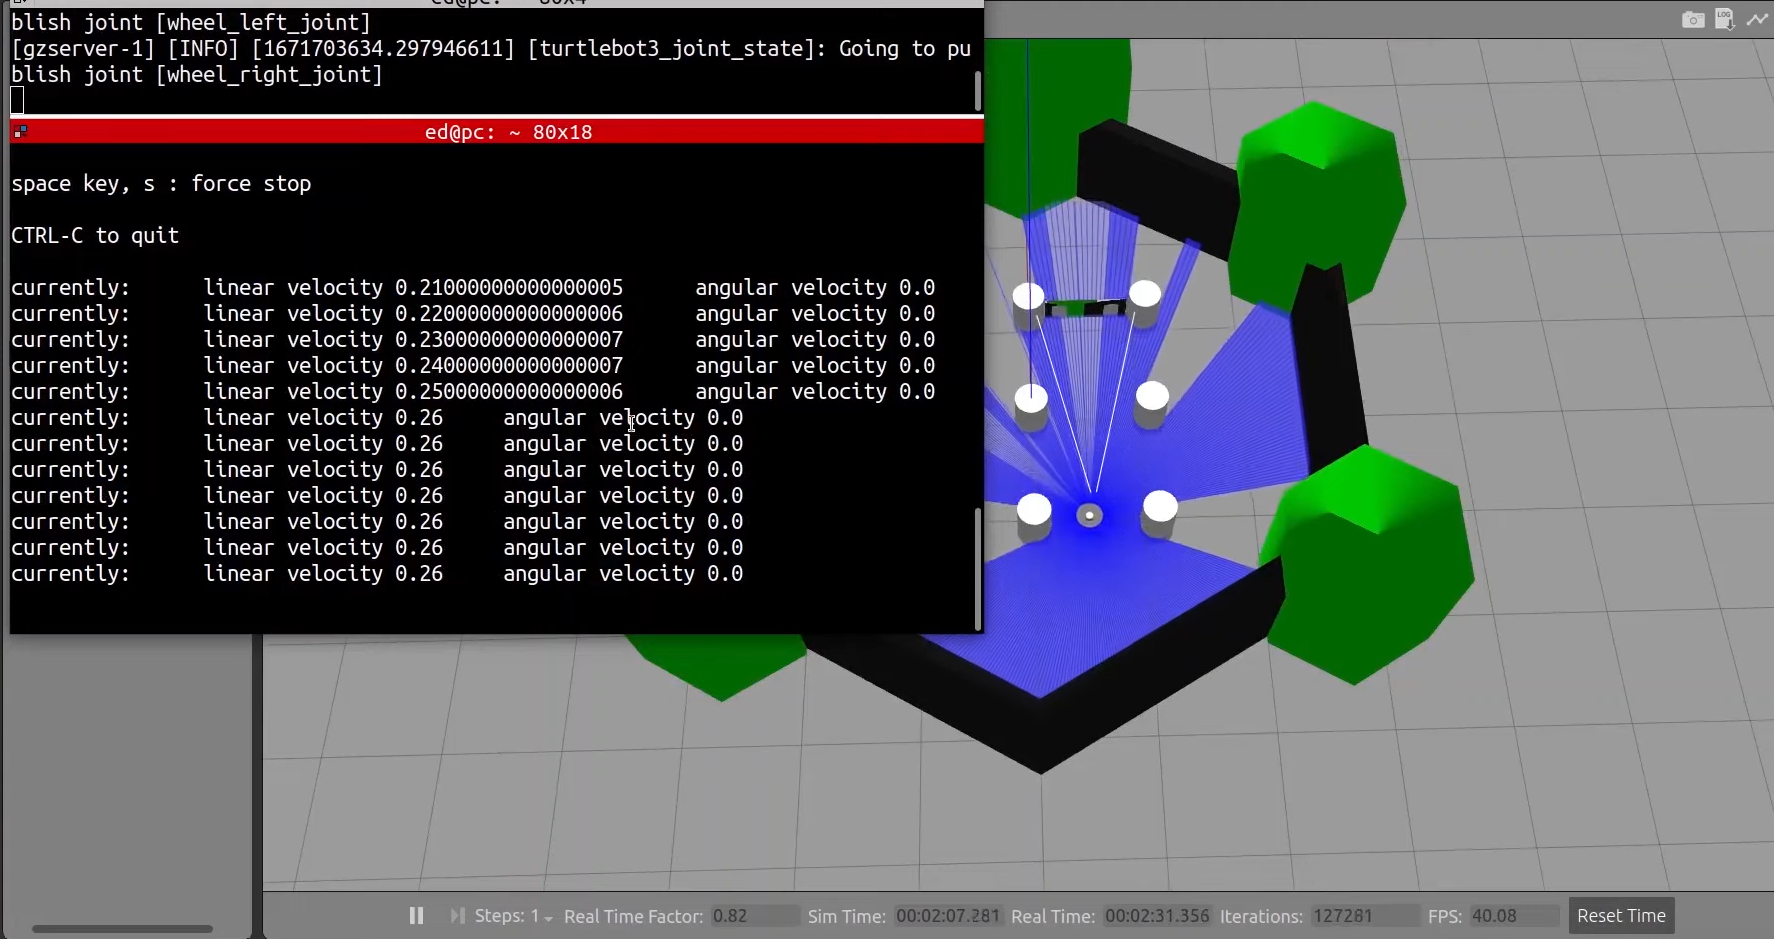 blish joint [wheel_left_joint]
[gzserver-1] [INFO] [1671703634.297946611] [turtlebot3_joint_state]: Going to pu
blish joint [wheel_right_joint]
ed@pc: ~ 80x18
space key, s : force stop
CTRL-C to quit
currently: linear velocity 0.21000000000000005 angular velocity 0.0
currently: linear velocity 0.22000000000000006 angular velocity 0.0
currently: linear velocity 0.23000000000000007 angular velocity 0.0
currently: linear velocity 0.24000000000000007 angular velocity 0.0
currently: linear velocity 0.25000000000000006 angular velocity 0.0
currently: linear velocity 0.26 angular velocity 0.0
currently: linear velocity 0.26 angular velocity 0.0
currently: linear velocity 0.26 angular velocity 0.0
currently: linear velocity 0.26 angular velocity 0.0
currently: linear velocity 0.26 angular velocity 0.0
currently: linear velocity 0.26 angular velocity 0.0
currently: linear velocity 0.26 angular velocity 0.0
LOG
Steps: 1 Real Time Factor: 0.82 Sim Time: 00:02:07.281 Real Time: 00:02:31.356 Iterations: 127281 FPS: 40.08 Reset Time